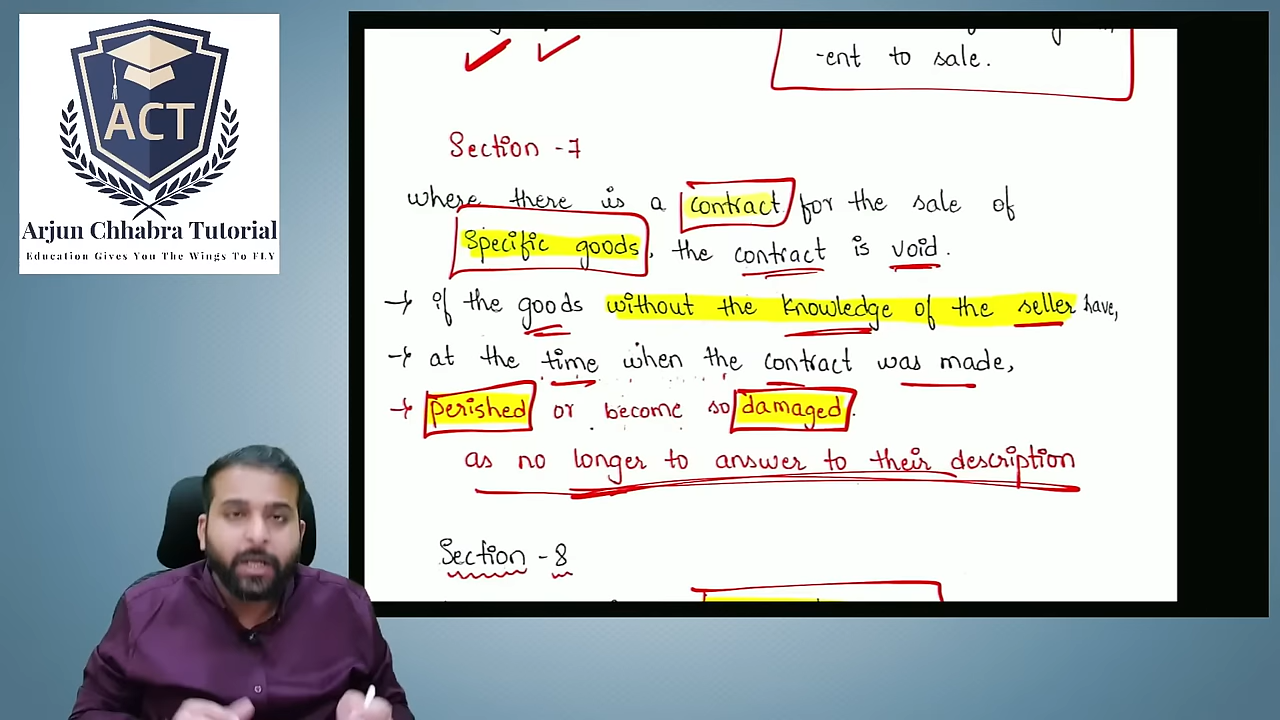 ACT
Arjun Chhabra Tutorial
Education Gives You The Wings To FLY
-ent to sale.
Section -7
where there is a contract for the sale of
Specific goods, the contract is void.
→ if the goods without the knowledge of the seller have,
→ at the time when the contract was made,
→ perished or become so damaged.
as no longer to answer to their description
Section - 8